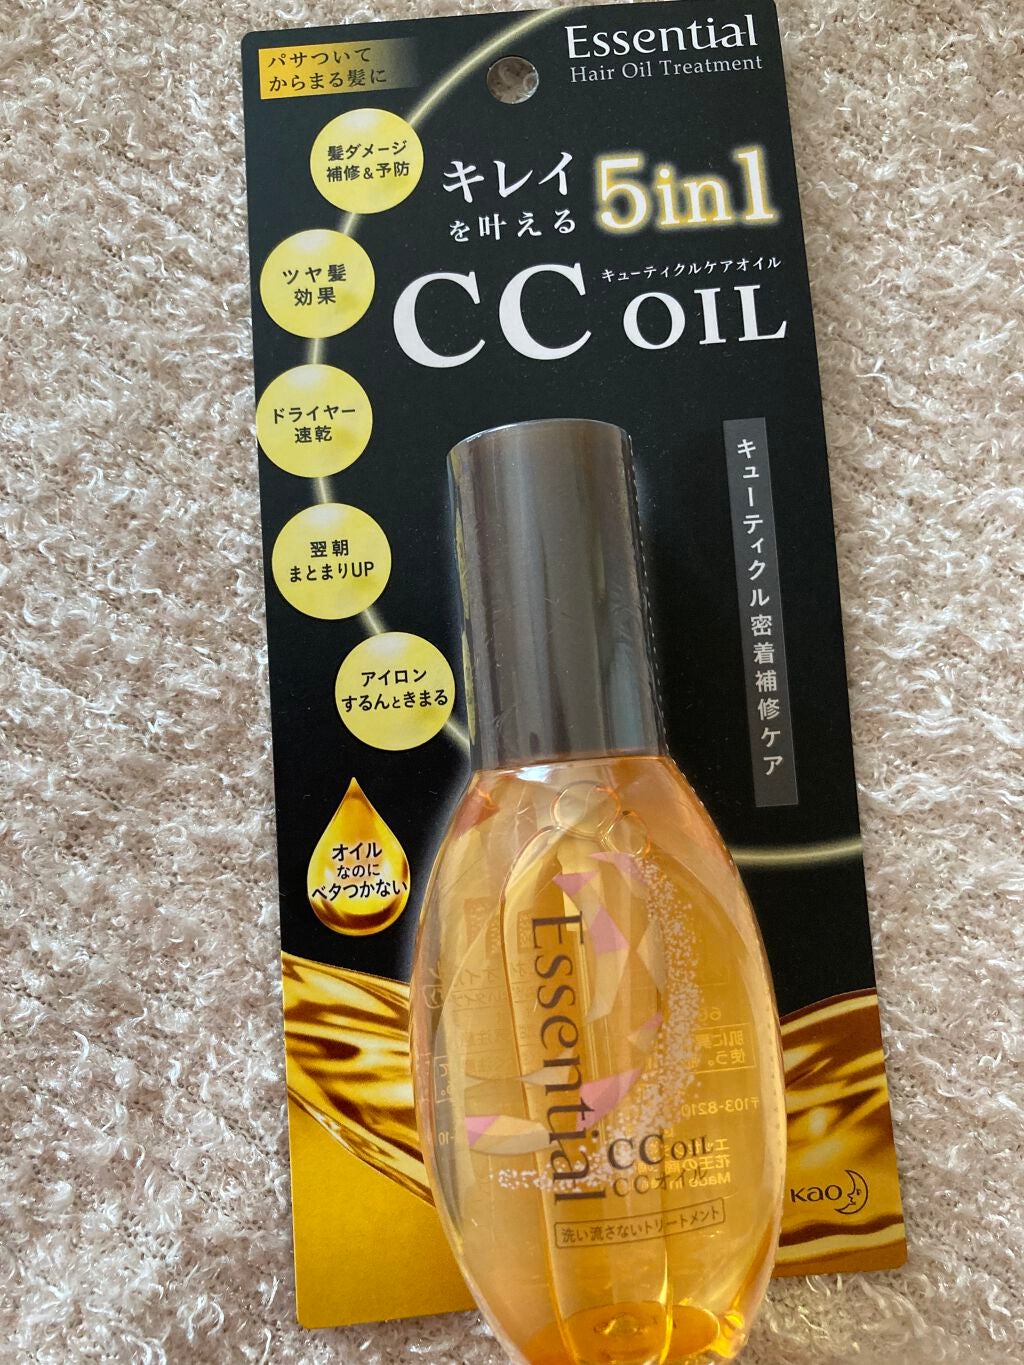 Essential
Hair Oil Treatment
パサついて
からまる髪に
髪ダメージ
補修&予防
キレイ
を叶える
5in1
キューティクルケアオイル
CC OIL
ツヤ髪
効果
ドライヤー
速乾
翌朝
まとまりUP
アイロン
するんときまる
キューティクル密着補修ケア
オイル
なのに
ベタつかない
Essential
CC OIL
CCオイル
洗い流さないトリートメント
〒103-8210
Kao